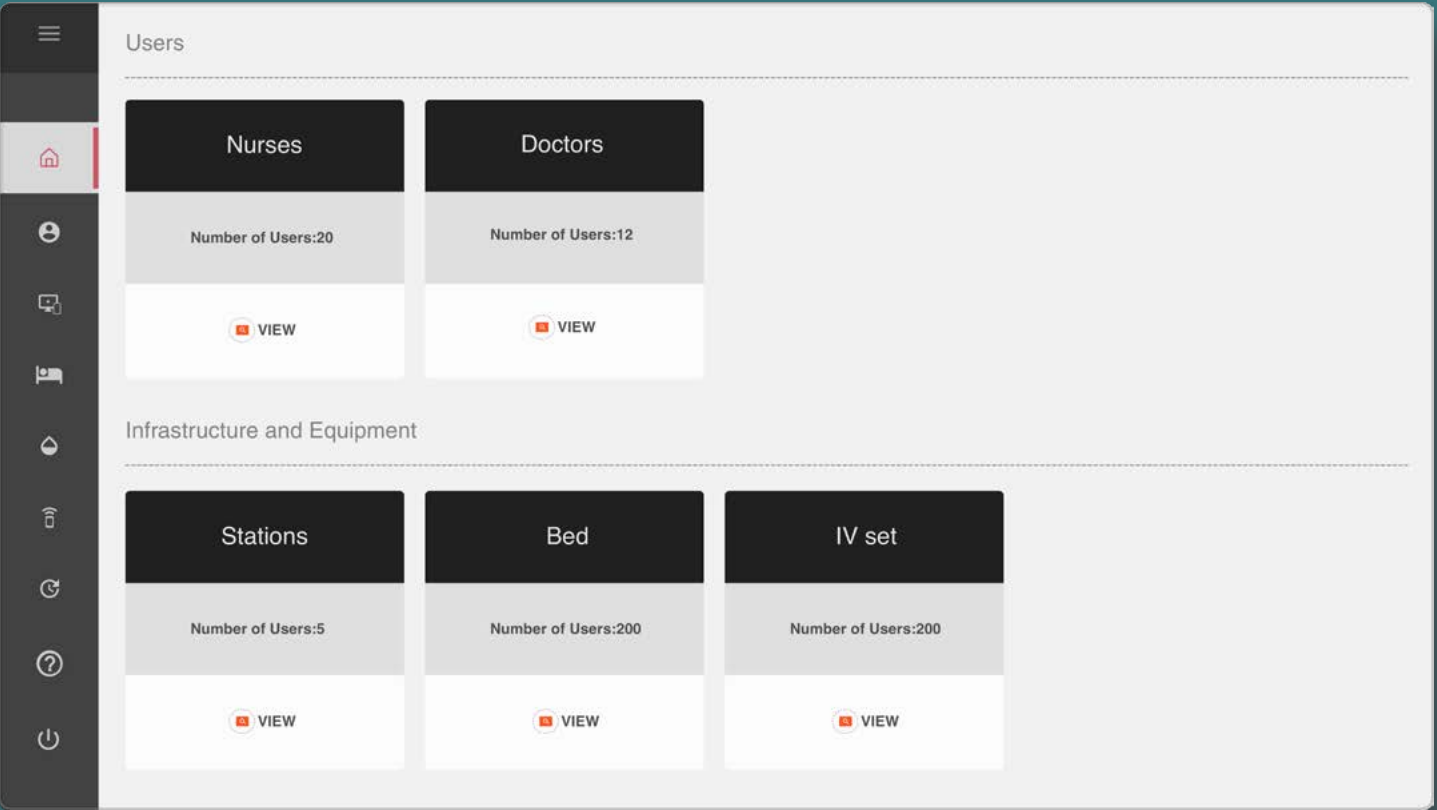 Users
Nurses
Doctors
Number of Users:20
Number of Users:12
VIEW
VIEW
Infrastructure and Equipment
Stations
Bed
IV set
Number of Users:5
Number of Users:200
Number of Users:200
VIEW
VIEW
VIEW